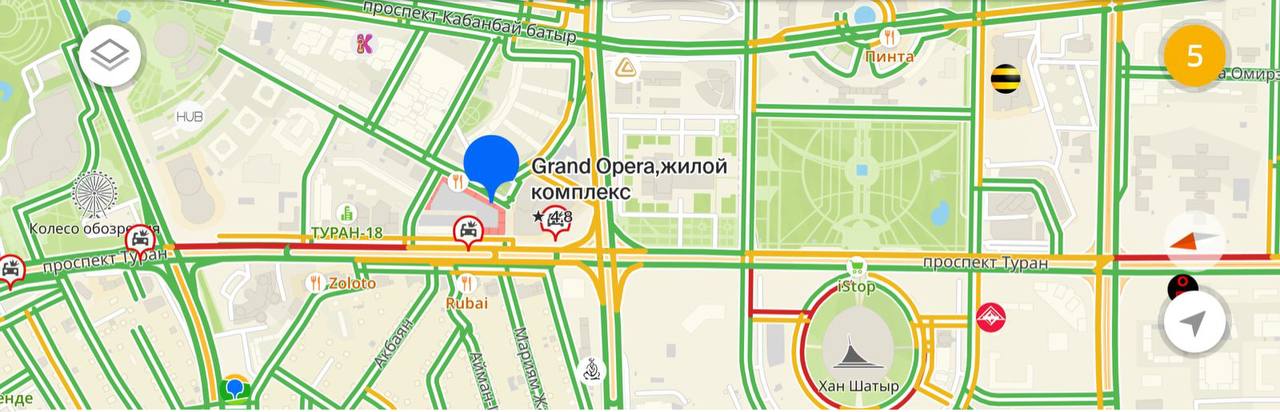 проспект Кабанбай батыр
Пинта
5
а Омирз
HUB
Grand Opera,жилой
комплекс
★ 4.8
Колесо обозрения
ТУРАН-18
проспект Туран
проспект Туран
Zoloto
Rubai
iStop
Акбаян
Айман-
Мариям Ж
Хан Шатыр
енде